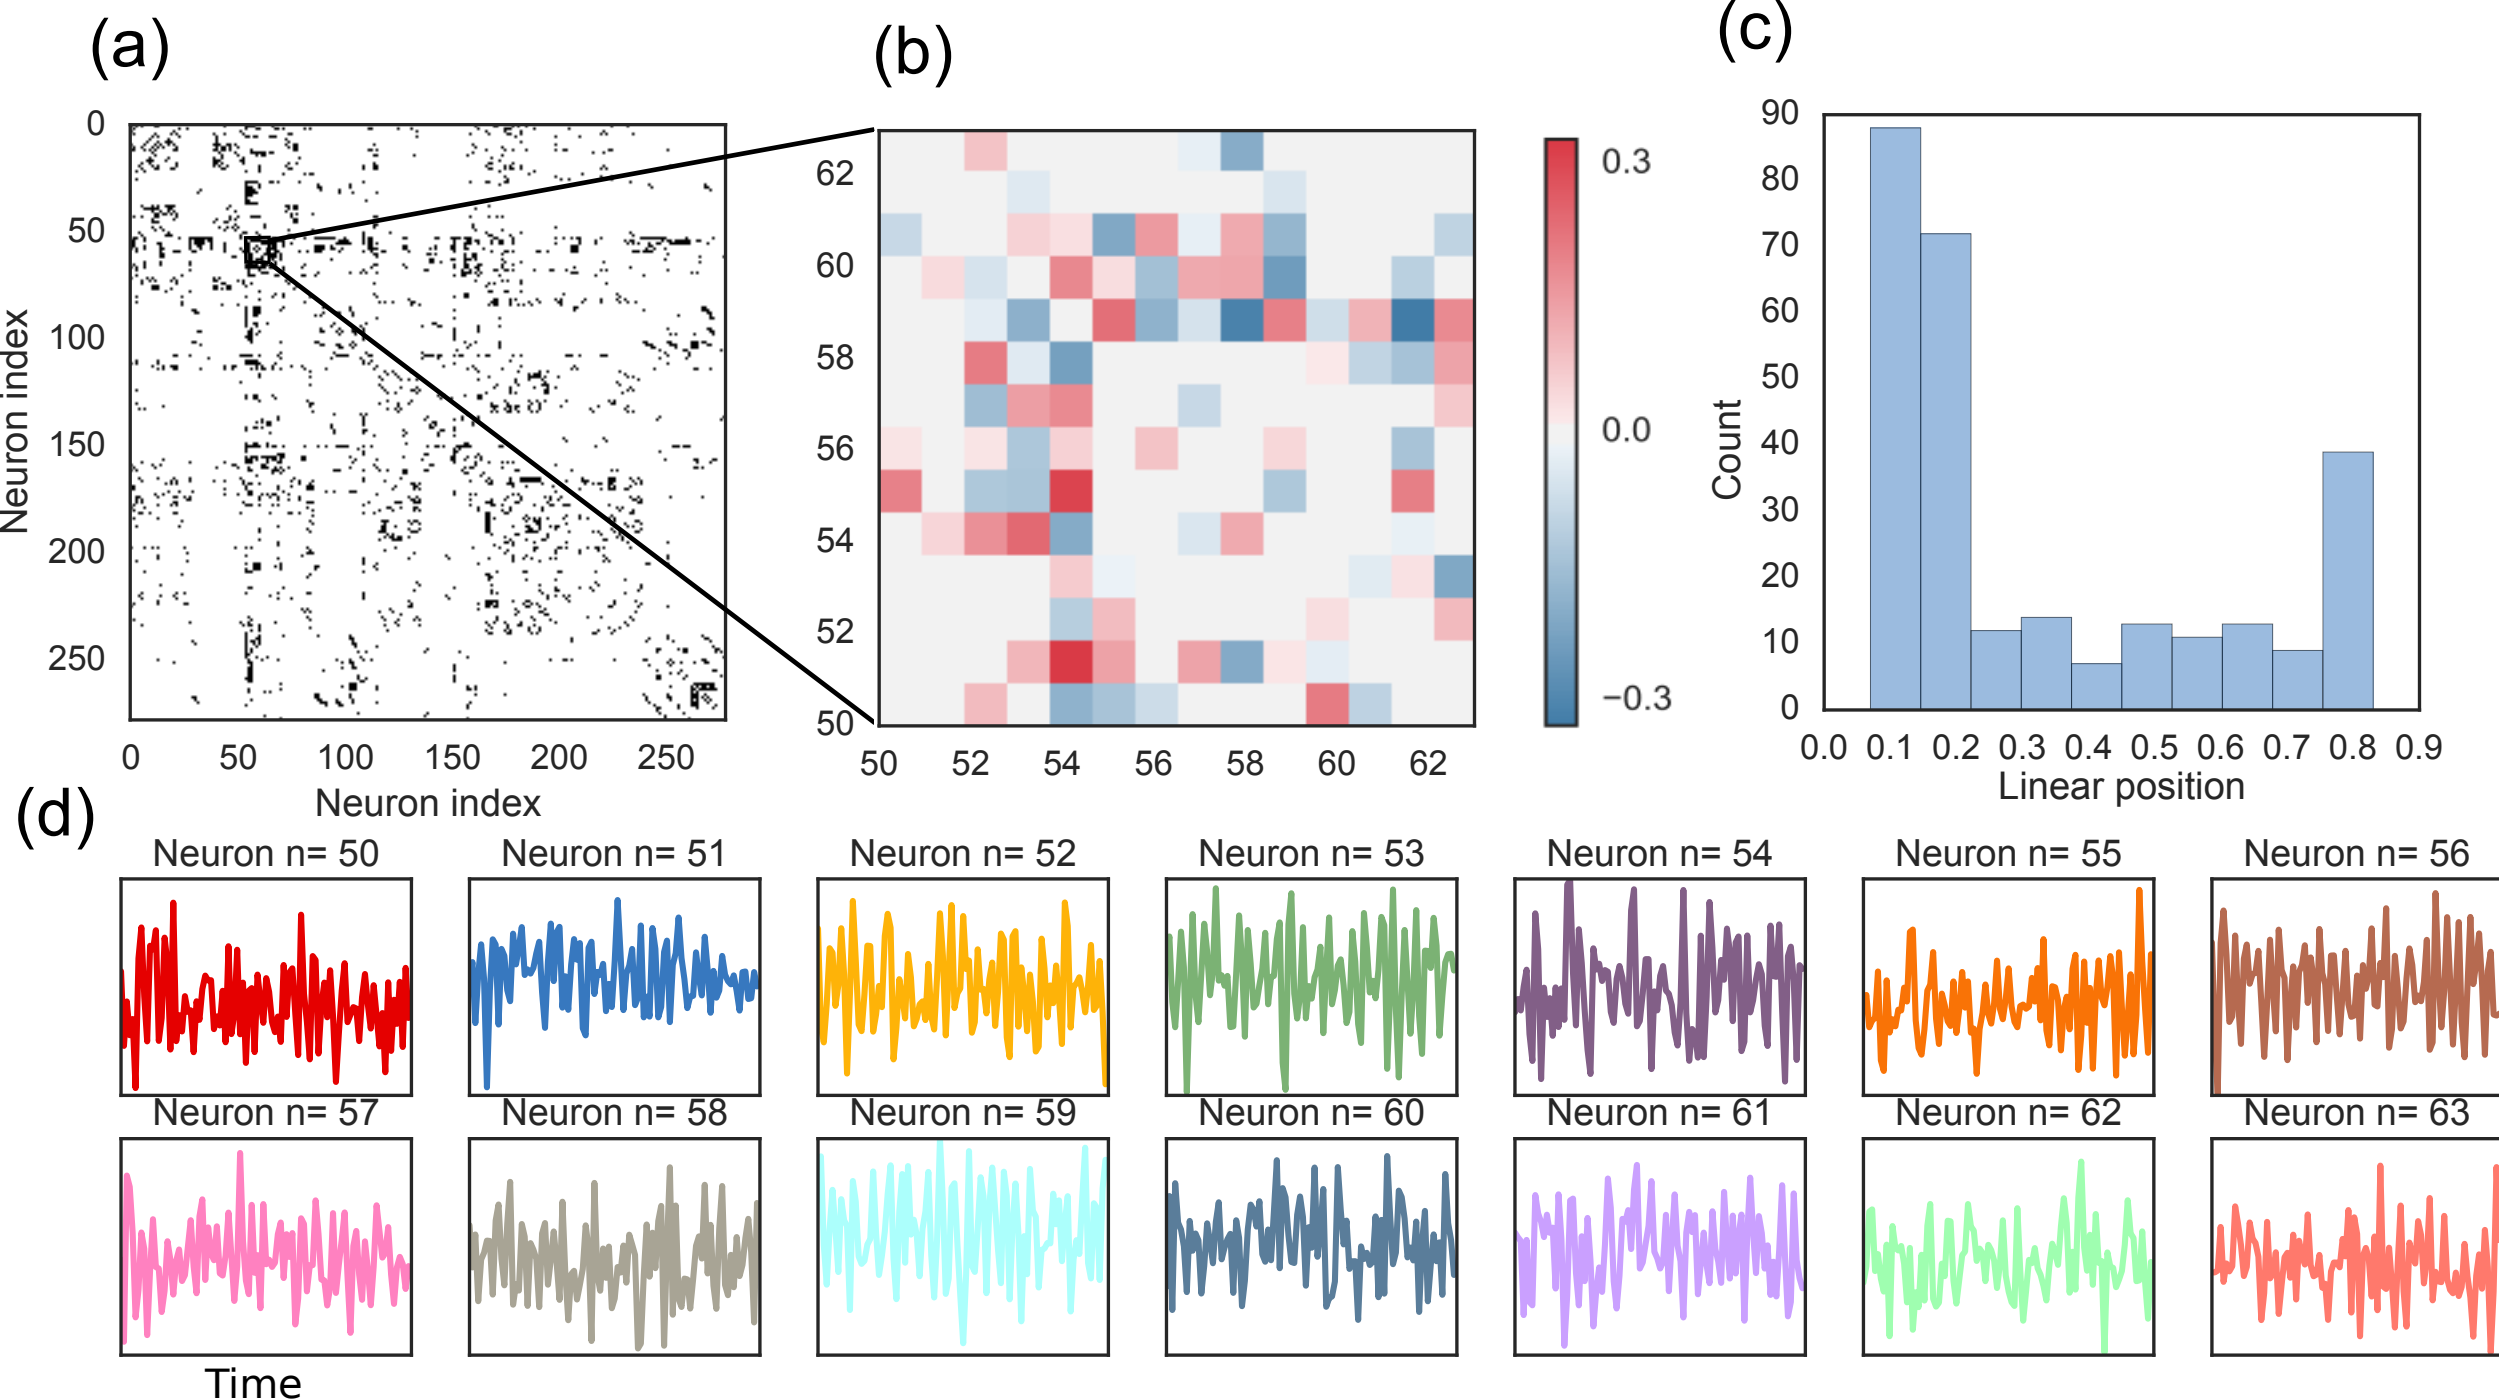 (a)
0
50
100
150
200
250
Neuron index
0 50 100 150 200 250
Neuron index
(b)
62
60
58
56
54
52
50
50 52 54 56 58 60 62
0.3
0.0
−0.3
(c)
90
80
70
60
50
40
30
20
10
0
Count
0.0 0.1 0.2 0.3 0.4 0.5 0.6 0.7 0.8 0.9
Linear position
(d)
Neuron n= 50
Neuron n= 51
Neuron n= 52
Neuron n= 53
Neuron n= 54
Neuron n= 55
Neuron n= 56
Neuron n= 57
Neuron n= 58
Neuron n= 59
Neuron n= 60
Neuron n= 61
Neuron n= 62
Neuron n= 63
Time